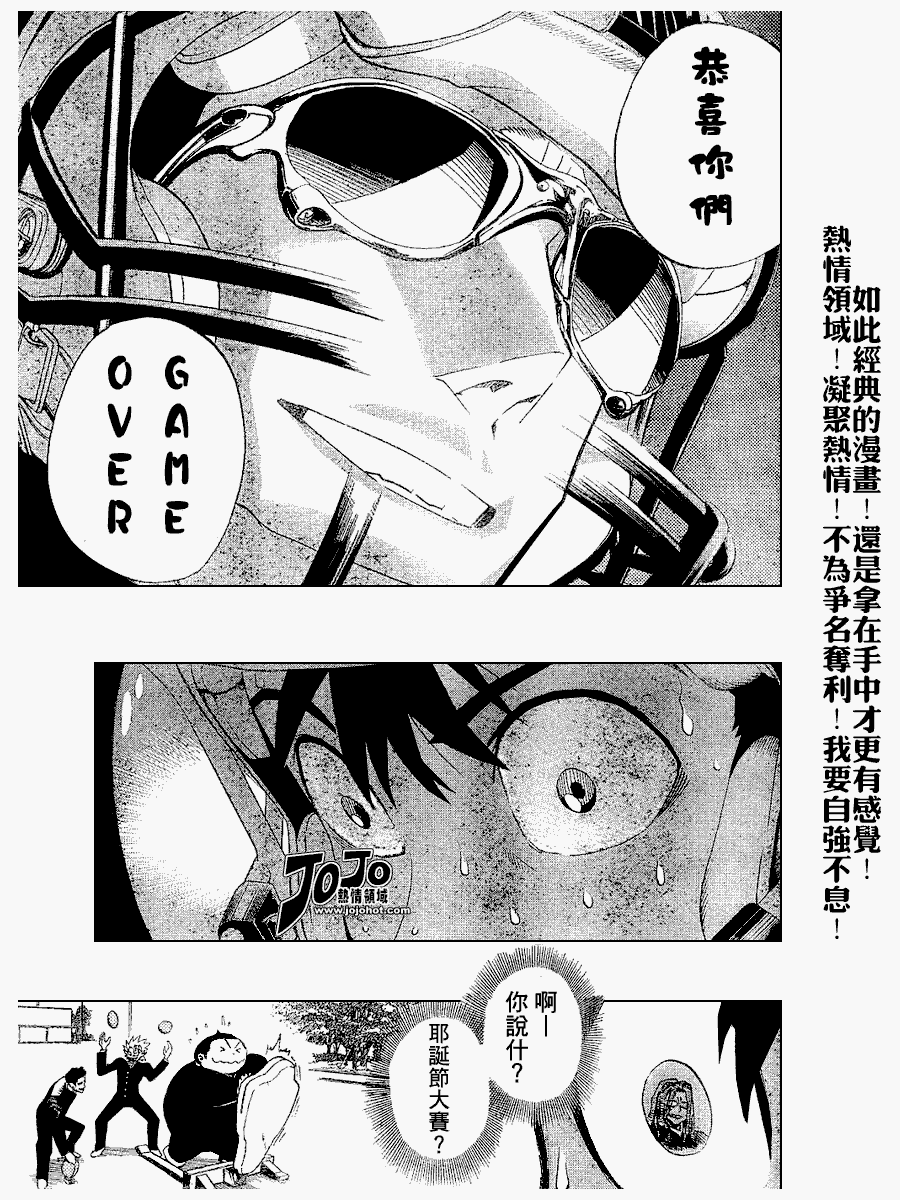 恭喜你們
GAME
OVER
JOJO
熱情領域
www.jojohot.com
啊—
你說什?
耶誕節大賽?
如此經典的漫畫!還是拿在手中才更有感覺!
熱情領域!凝聚熱情!不為爭名奪利!我要自強不息!